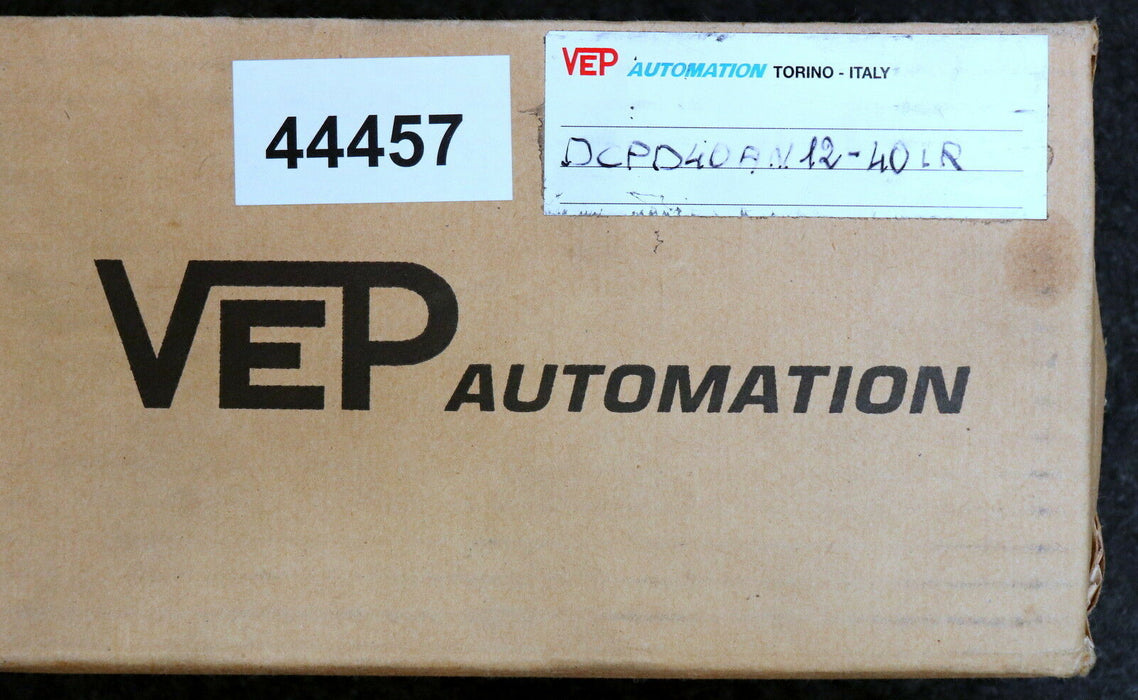 44457
VEP AUTOMATION TORINO - ITALY
DCPD40AN12-40LR
VEP AUTOMATION